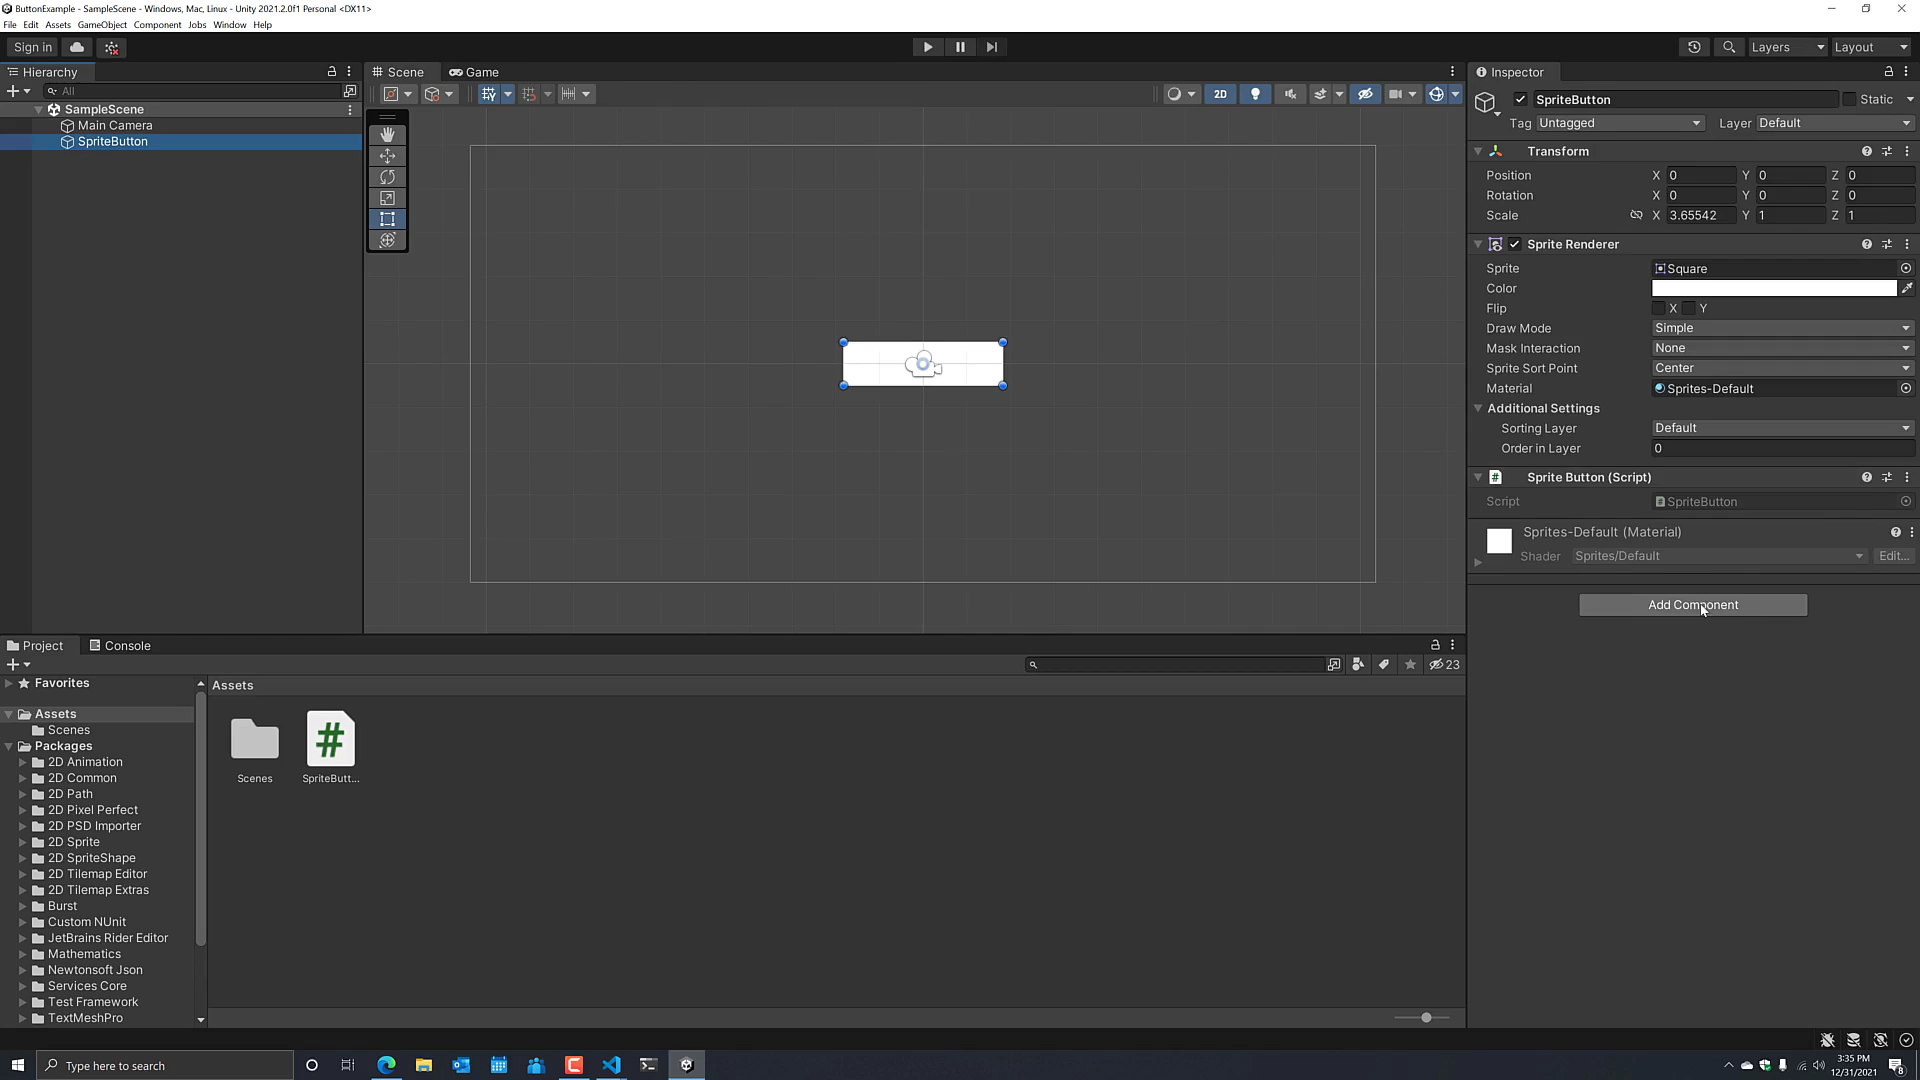 ButtonExample - SampleScene - Windows, Mac, Linux - Unity 2021.2.0f1 Personal <DX11>
File Edit Assets GameObject Component Jobs Window Help
Sign in
Layers Layout
Hierarchy
All
SampleScene
Main Camera
SpriteButton
Scene Game
2D
Inspector
SpriteButton Static
Tag Untagged Layer Default
Transform
Position X 0 Y 0 Z 0
Rotation X 0 Y 0 Z 0
Scale X 3.65542 Y 1 Z 1
Sprite Renderer
Sprite Square
Color
Flip X Y
Draw Mode Simple
Mask Interaction None
Sprite Sort Point Center
Material Sprites-Default
Additional Settings
Sorting Layer Default
Order in Layer 0
# Sprite Button (Script)
Script SpriteButton
Sprites-Default (Material)
Shader Sprites/Default Edit...
Add Component
Project Console
23
Favorites
Assets
Scenes
Packages
2D Animation
2D Common
2D Path
2D Pixel Perfect
2D PSD Importer
2D Sprite
2D SpriteShape
2D Tilemap Editor
2D Tilemap Extras
Burst
Custom NUnit
JetBrains Rider Editor
Mathematics
Newtonsoft Json
Services Core
Test Framework
TextMeshPro
Assets
#
Scenes SpriteButt...
Type here to search
3:35 PM
12/31/2021
8